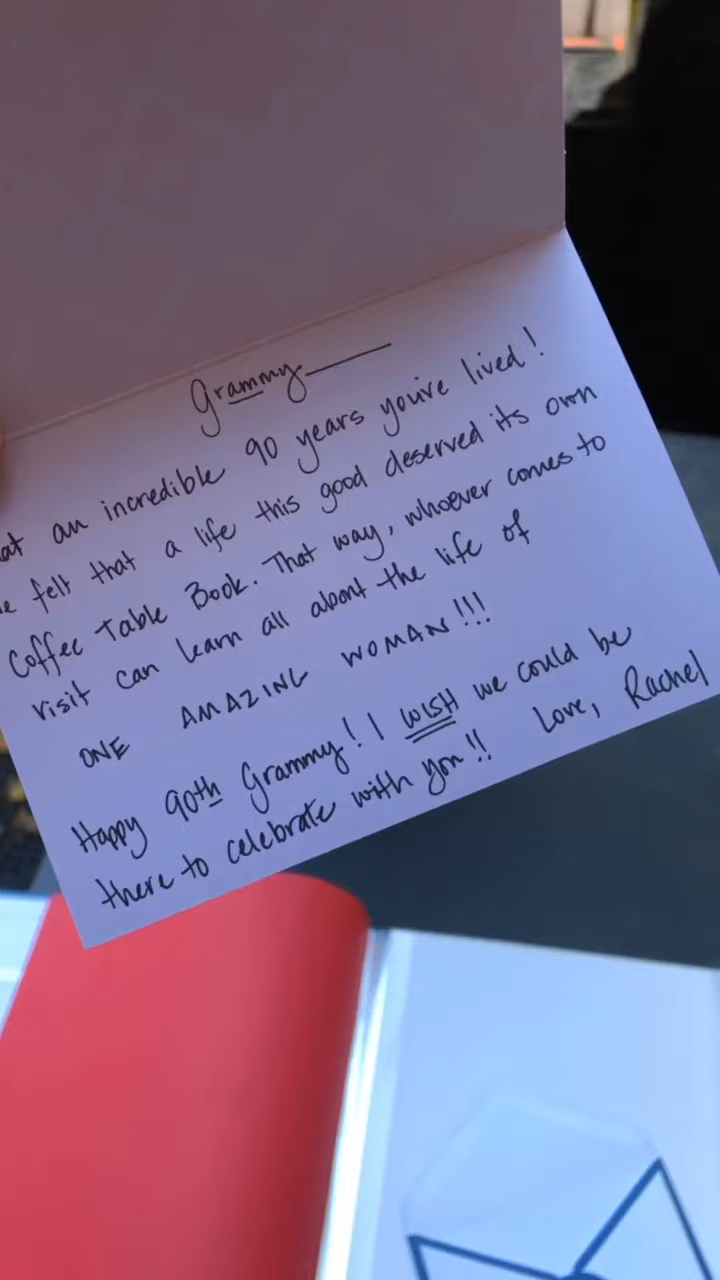 Grammy
at an incredible 90 years you've lived!
e felt that a life this good deserved its own
Coffee Table Book. That way, whoever comes to
visit can learn all about the life of
ONE AMAZING WOMAN!!!
Happy 90th Grammy! I WISH we could be
there to celebrate with you!! Love, Rachel